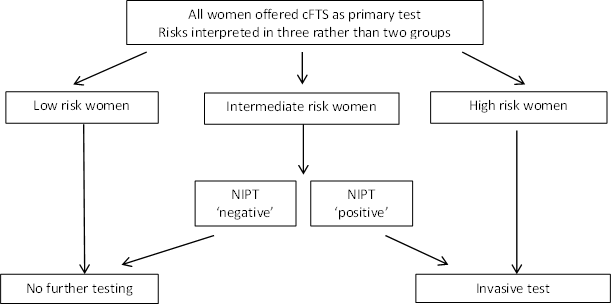 All women offered cFTS as primary test
Risks interpreted in three rather than two groups
Low risk women
Intermediate risk women
High risk women
NIPT
‘negative’
NIPT
‘positive’
No further testing
Invasive test